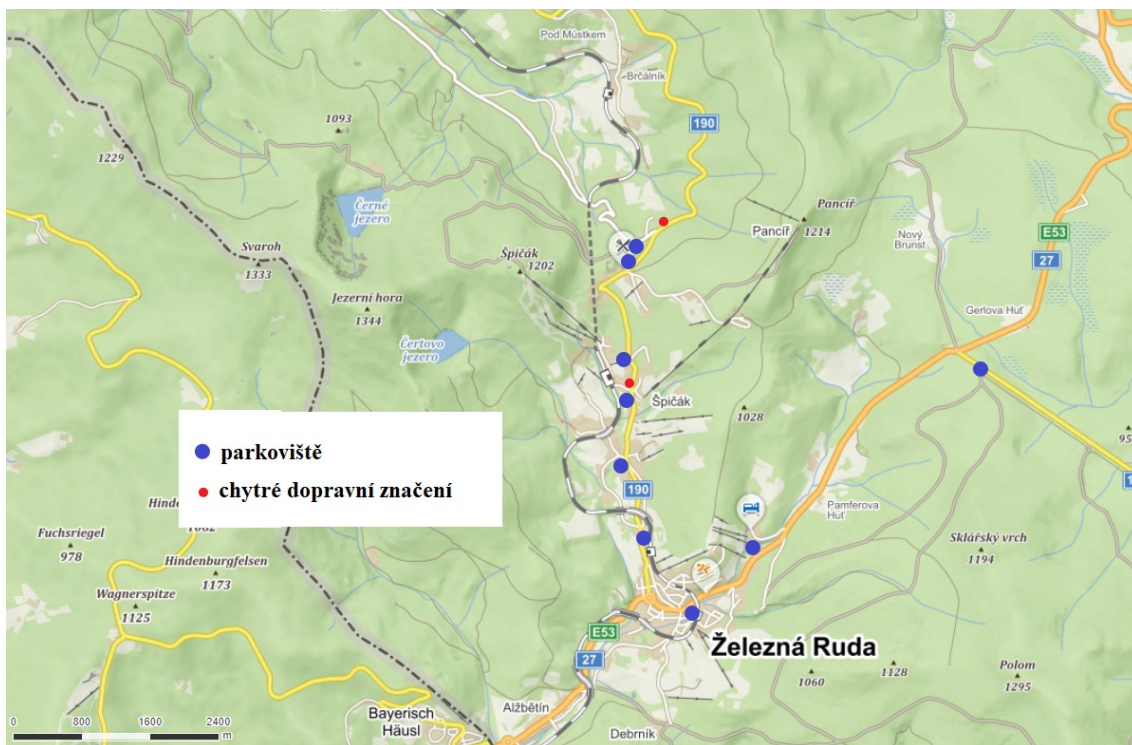 Pod Můstkem
Brčálník
1093
190
1229
Černé
jezero
Pancíř
1214
Pancíř
Nový
Brunst
E53
27
Svaroh
1333
Špičák
1202
Jezerní hora
1344
Gerlova Huť
Čertovo
jezero
Špičák
1028
parkoviště
chytré dopravní značení
190
Pamferova
Huť
Fuchsriegel
978
Hindenburgfelsen
1173
Sklářský vrch
1194
Wagnerspitze
1125
E53
27
Železná Ruda
1060
1128
Polom
1295
Alžbětín
Bayerisch
Häusl
Debrník
0 800 1600 2400
m